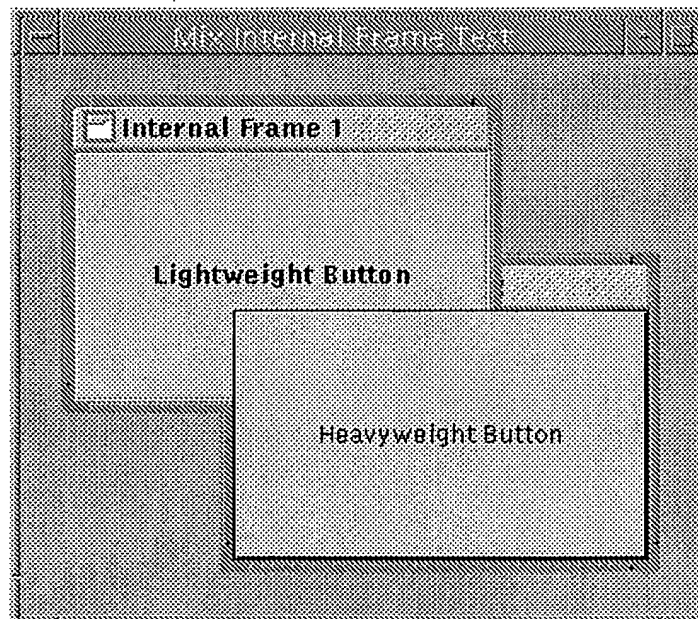 Mix Internal Frame Test
Internal Frame 1
Lightweight Button
Heavyweight Button